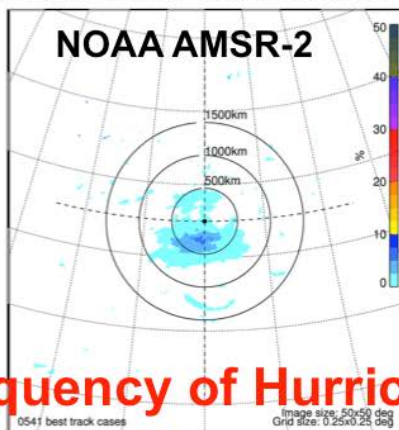 NOAA AMSR-2
50
1500km
40
1000km
500km
30
%
20
10
0
quency of Hurric
Image size: 50x50 deg
0541 best track cases
Grid size: 0.25x0.25 deg